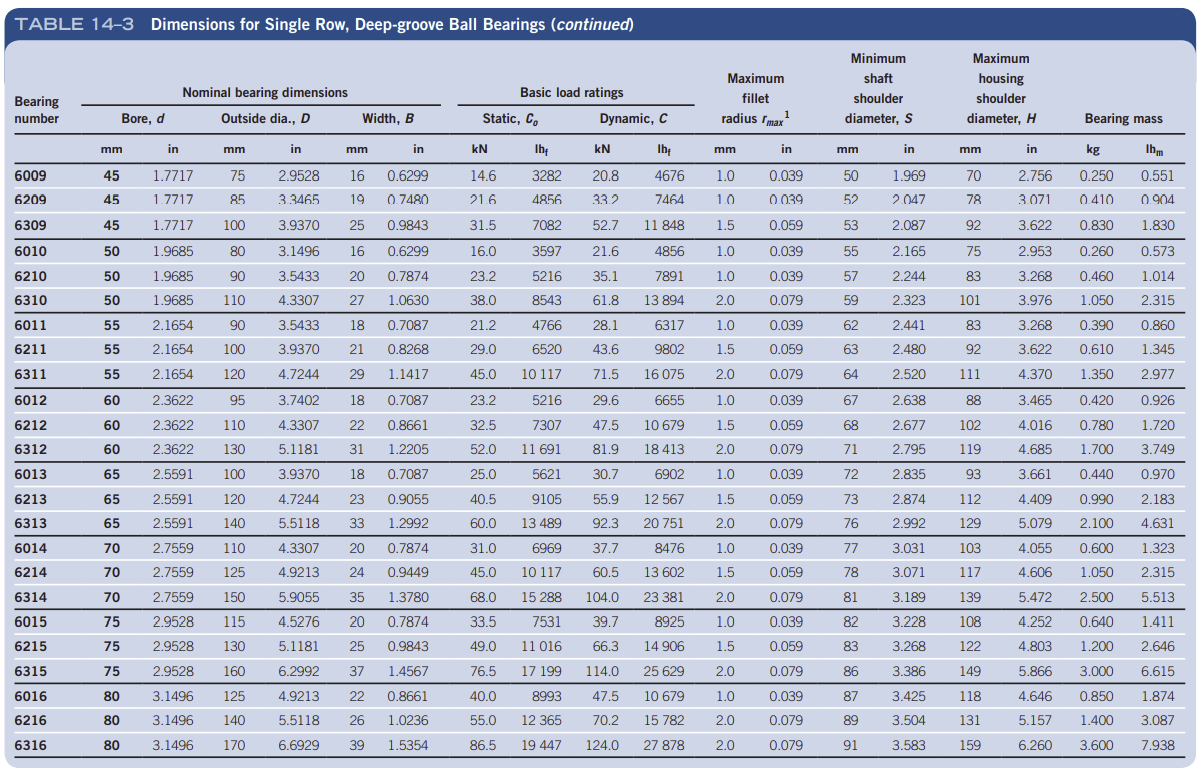 TABLE 14–3 Dimensions for Single Row, Deep-groove Ball Bearings (continued)
Minimum Maximum
Maximum shaft housing
Nominal bearing dimensions Basic load ratings fillet shoulder shoulder
Bearing number Bore, d Outside dia., D Width, B Static, Co Dynamic, C radius rmax1 diameter, S diameter, H Bearing mass
mm in mm in mm in kN lbf kN lbf mm in mm in mm in kg lbm
6009 45 1.7717 75 2.9528 16 0.6299 14.6 3282 20.8 4676 1.0 0.039 50 1.969 70 2.756 0.250 0.551
6209 45 1.7717 85 3.3465 19 0.7480 21.6 4856 33.2 7464 1.0 0.039 52 2.047 78 3.071 0.410 0.904
6309 45 1.7717 100 3.9370 25 0.9843 31.5 7082 52.7 11 848 1.5 0.059 53 2.087 92 3.622 0.830 1.830
6010 50 1.9685 80 3.1496 16 0.6299 16.0 3597 21.6 4856 1.0 0.039 55 2.165 75 2.953 0.260 0.573
6210 50 1.9685 90 3.5433 20 0.7874 23.2 5216 35.1 7891 1.0 0.039 57 2.244 83 3.268 0.460 1.014
6310 50 1.9685 110 4.3307 27 1.0630 38.0 8543 61.8 13 894 2.0 0.079 59 2.323 101 3.976 1.050 2.315
6011 55 2.1654 90 3.5433 18 0.7087 21.2 4766 28.1 6317 1.0 0.039 62 2.441 83 3.268 0.390 0.860
6211 55 2.1654 100 3.9370 21 0.8268 29.0 6520 43.6 9802 1.5 0.059 63 2.480 92 3.622 0.610 1.345
6311 55 2.1654 120 4.7244 29 1.1417 45.0 10 117 71.5 16 075 2.0 0.079 64 2.520 111 4.370 1.350 2.977
6012 60 2.3622 95 3.7402 18 0.7087 23.2 5216 29.6 6655 1.0 0.039 67 2.638 88 3.465 0.420 0.926
6212 60 2.3622 110 4.3307 22 0.8661 32.5 7307 47.5 10 679 1.5 0.059 68 2.677 102 4.016 0.780 1.720
6312 60 2.3622 130 5.1181 31 1.2205 52.0 11 691 81.9 18 413 2.0 0.079 71 2.795 119 4.685 1.700 3.749
6013 65 2.5591 100 3.9370 18 0.7087 25.0 5621 30.7 6902 1.0 0.039 72 2.835 93 3.661 0.440 0.970
6213 65 2.5591 120 4.7244 23 0.9055 40.5 9105 55.9 12 567 1.5 0.059 73 2.874 112 4.409 0.990 2.183
6313 65 2.5591 140 5.5118 33 1.2992 60.0 13 489 92.3 20 751 2.0 0.079 76 2.992 129 5.079 2.100 4.631
6014 70 2.7559 110 4.3307 20 0.7874 31.0 6969 37.7 8476 1.0 0.039 77 3.031 103 4.055 0.600 1.323
6214 70 2.7559 125 4.9213 24 0.9449 45.0 10 117 60.5 13 602 1.5 0.059 78 3.071 117 4.606 1.050 2.315
6314 70 2.7559 150 5.9055 35 1.3780 68.0 15 288 104.0 23 381 2.0 0.079 81 3.189 139 5.472 2.500 5.513
6015 75 2.9528 115 4.5276 20 0.7874 33.5 7531 39.7 8925 1.0 0.039 82 3.228 108 4.252 0.640 1.411
6215 75 2.9528 130 5.1181 25 0.9843 49.0 11 016 66.3 14 906 1.5 0.059 83 3.268 122 4.803 1.200 2.646
6315 75 2.9528 160 6.2992 37 1.4567 76.5 17 199 114.0 25 629 2.0 0.079 86 3.386 149 5.866 3.000 6.615
6016 80 3.1496 125 4.9213 22 0.8661 40.0 8993 47.5 10 679 1.0 0.039 87 3.425 118 4.646 0.850 1.874
6216 80 3.1496 140 5.5118 26 1.0236 55.0 12 365 70.2 15 782 2.0 0.079 89 3.504 131 5.157 1.400 3.087
6316 80 3.1496 170 6.6929 39 1.5354 86.5 19 447 124.0 27 878 2.0 0.079 91 3.583 159 6.260 3.600 7.938